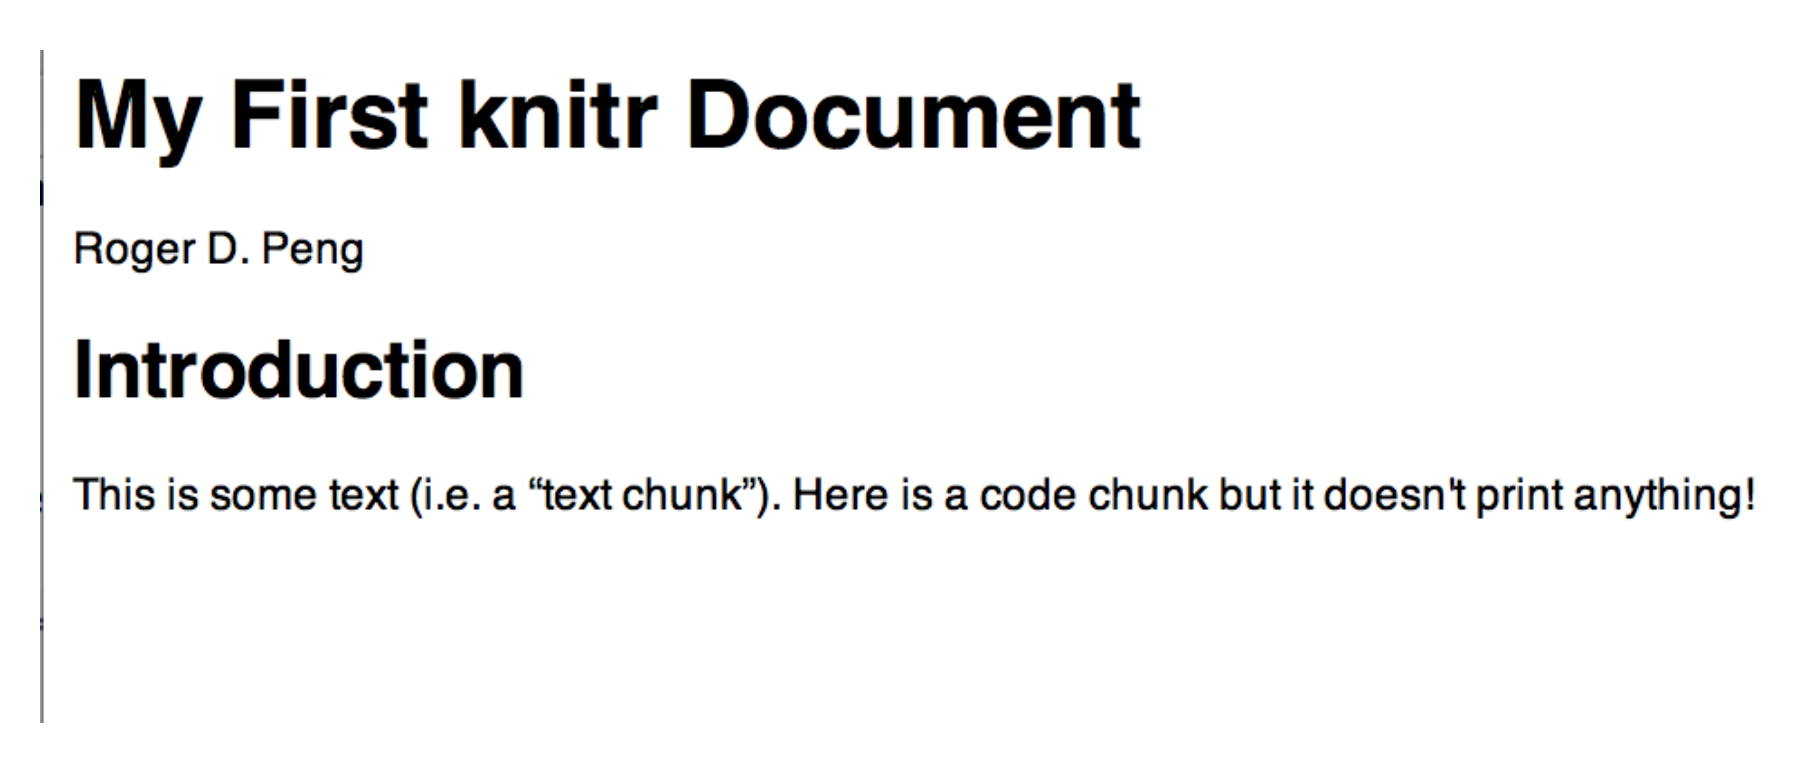 My First knitr Document
Roger D. Peng
Introduction
This is some text (i.e. a “text chunk”). Here is a code chunk but it doesn't print anything!